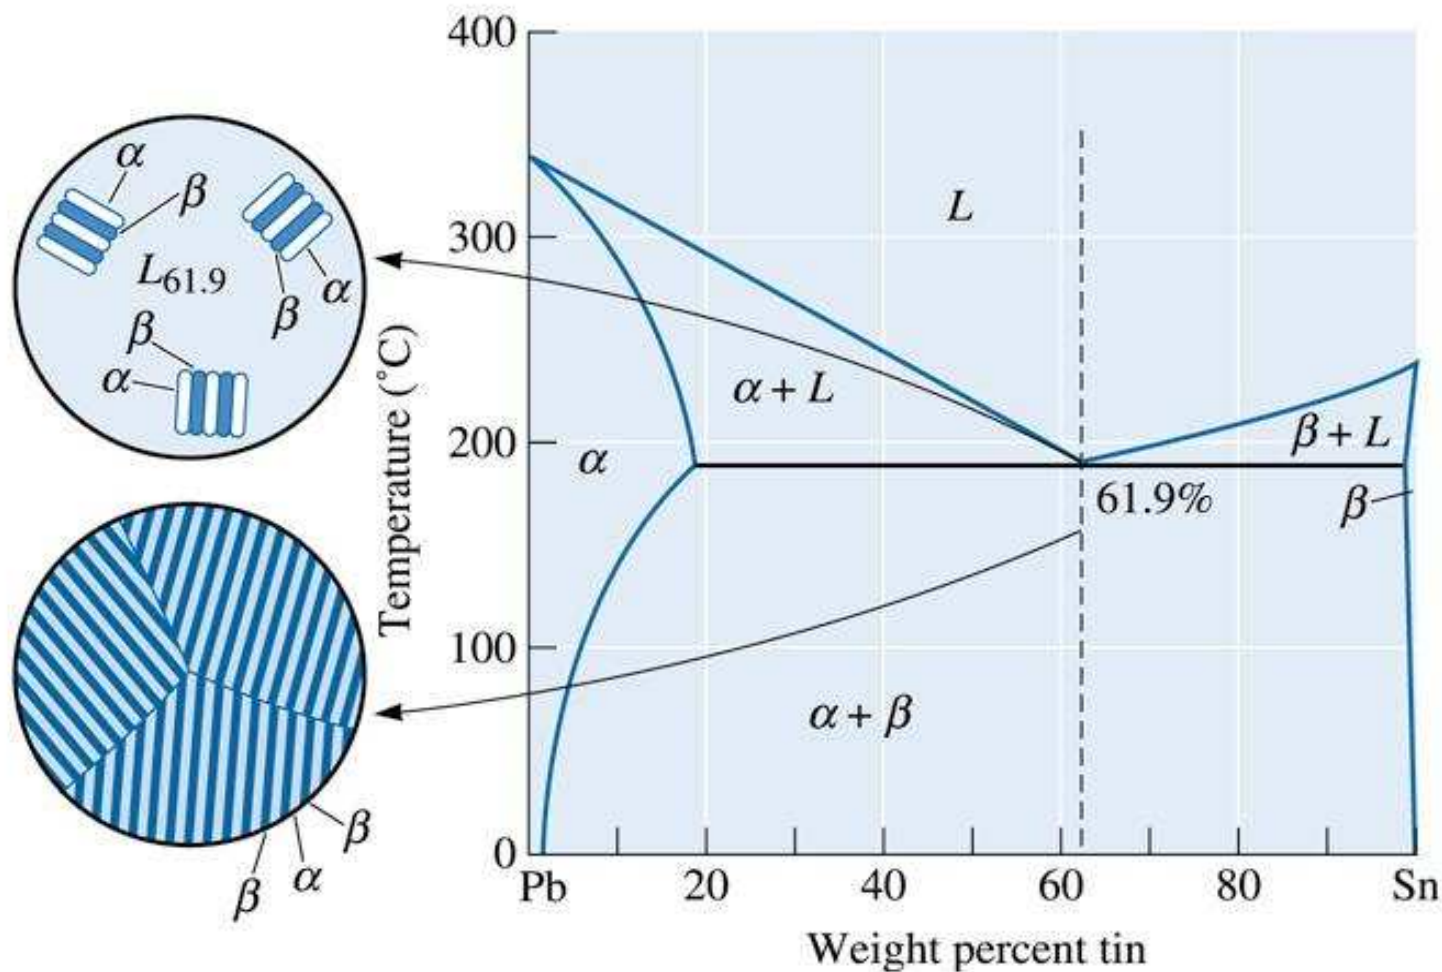 α
β
L61.9
β
α
β
α
β
α
β
Temperature (°C)
400
300
200
100
0
L
α + L
β + L
α
61.9%
β
α + β
Pb 20 40 60 80 Sn
Weight percent tin